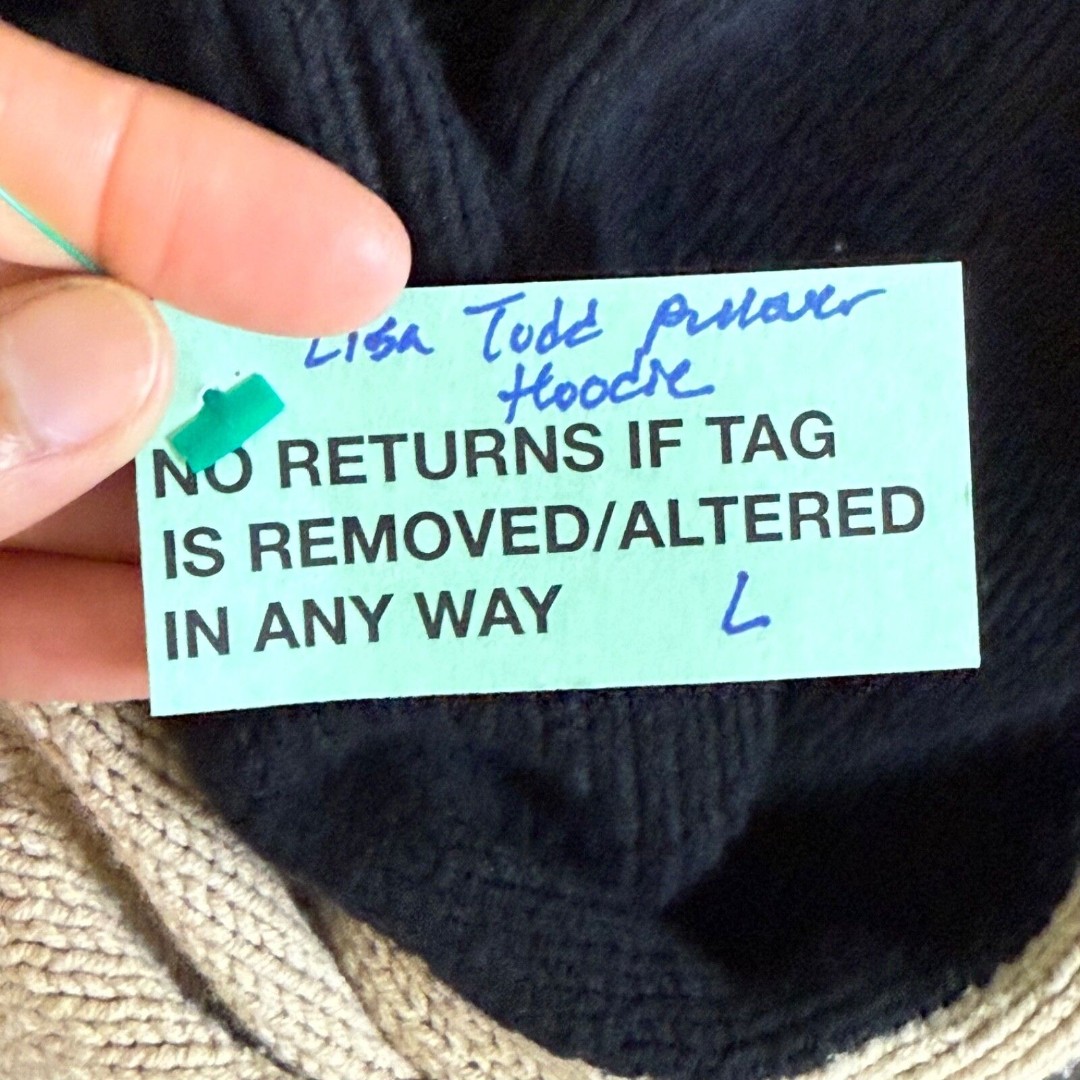 Lisa Todd Pullover
Hoodie
NO RETURNS IF TAG
IS REMOVED/ALTERED
IN ANY WAY L